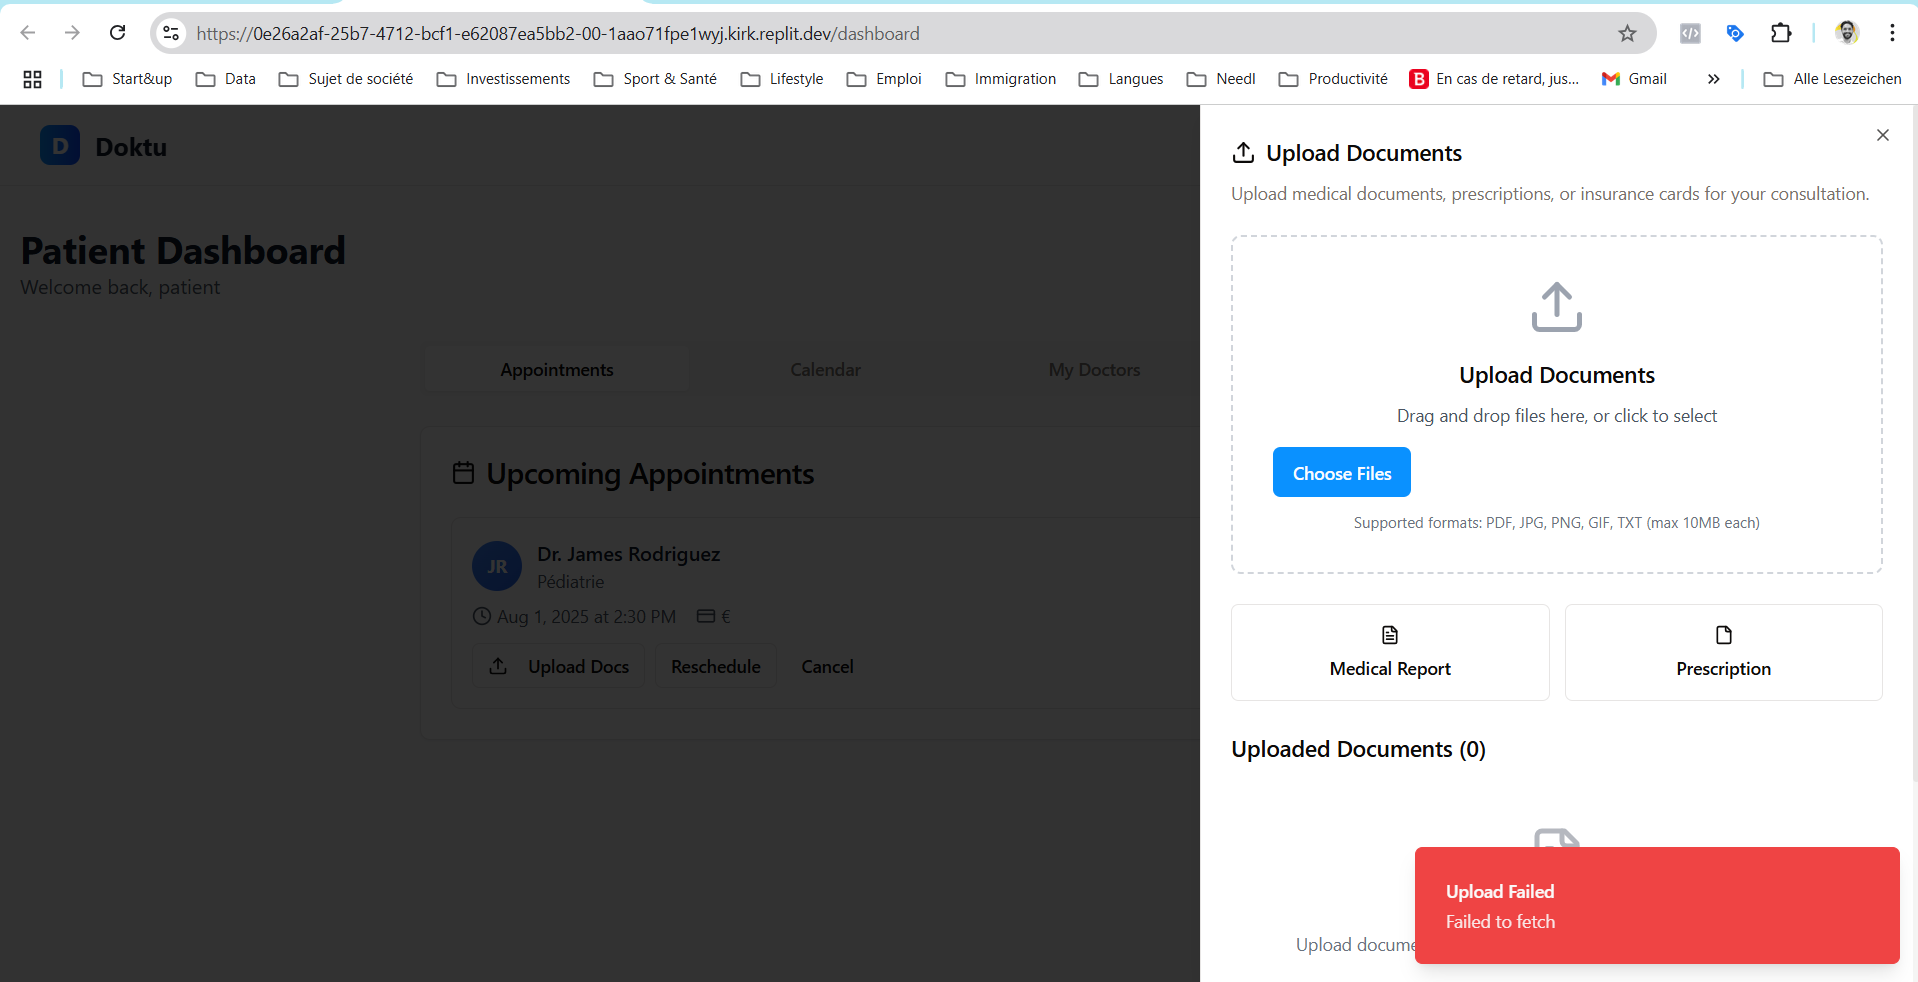 https://0e26a2af-25b7-4712-bcf1-e62087ea5bb2-00-1aao71fpe1wyj.kirk.replit.dev/dashboard
Start&up
Data
Sujet de société
Investissements
Sport & Santé
Lifestyle
Emploi
Immigration
Langues
Needl
Productivité
B
En cas de retard, jus...
Gmail
»
Alle Lesezeichen
D
Doktu
Patient Dashboard
Welcome back, patient
Appointments
Calendar
My Doctors
Upcoming Appointments
JR
Dr. James Rodriguez
Pédiatrie
Aug 1, 2025 at 2:30 PM
€
Upload Docs
Reschedule
Cancel
Upload Documents
Upload medical documents, prescriptions, or insurance cards for your consultation.
Upload Documents
Drag and drop files here, or click to select
Choose Files
Supported formats: PDF, JPG, PNG, GIF, TXT (max 10MB each)
Medical Report
Prescription
Uploaded Documents (0)
Upload docume
Upload Failed
Failed to fetch